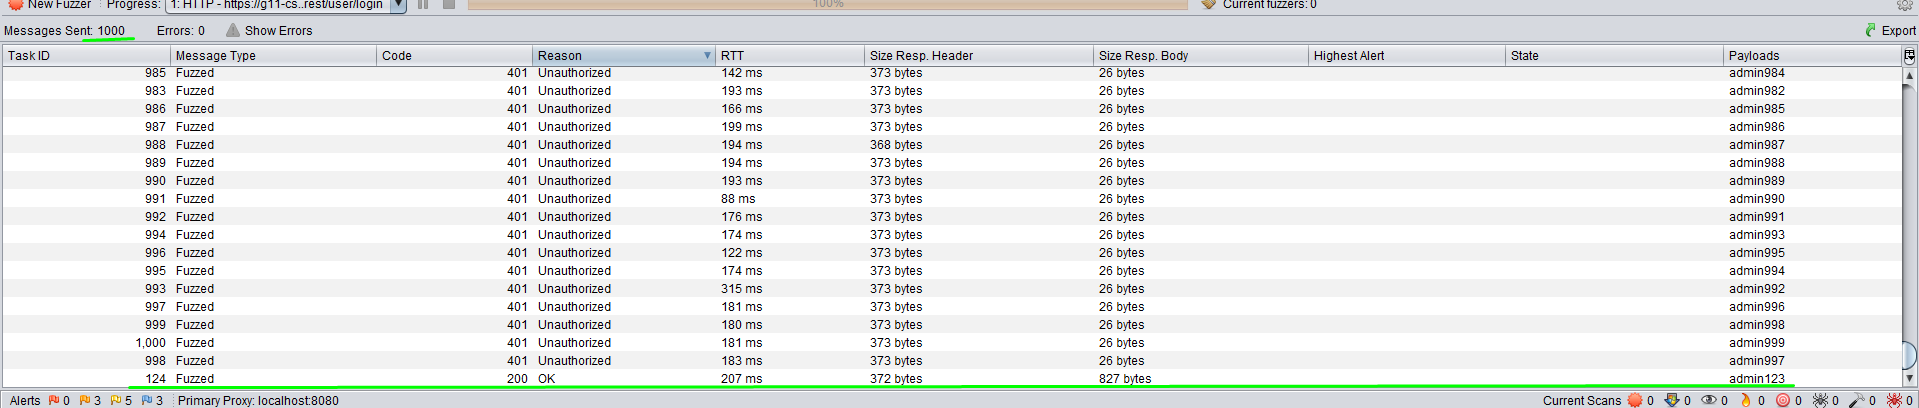 New Fuzzer Progress: 1: HTTP - https://g11-cs..rest/user/login 100% Current fuzzers: 0
Messages Sent: 1000 Errors: 0 Show Errors Export
Task ID Message Type Code Reason RTT Size Resp. Header Size Resp. Body Highest Alert State Payloads
985 Fuzzed 401 Unauthorized 142 ms 373 bytes 26 bytes admin984
983 Fuzzed 401 Unauthorized 193 ms 373 bytes 26 bytes admin982
986 Fuzzed 401 Unauthorized 166 ms 373 bytes 26 bytes admin985
987 Fuzzed 401 Unauthorized 199 ms 373 bytes 26 bytes admin986
988 Fuzzed 401 Unauthorized 194 ms 368 bytes 26 bytes admin987
989 Fuzzed 401 Unauthorized 194 ms 373 bytes 26 bytes admin988
990 Fuzzed 401 Unauthorized 193 ms 373 bytes 26 bytes admin989
991 Fuzzed 401 Unauthorized 88 ms 373 bytes 26 bytes admin990
992 Fuzzed 401 Unauthorized 176 ms 373 bytes 26 bytes admin991
994 Fuzzed 401 Unauthorized 174 ms 373 bytes 26 bytes admin993
996 Fuzzed 401 Unauthorized 122 ms 373 bytes 26 bytes admin995
995 Fuzzed 401 Unauthorized 174 ms 373 bytes 26 bytes admin994
993 Fuzzed 401 Unauthorized 315 ms 373 bytes 26 bytes admin992
997 Fuzzed 401 Unauthorized 181 ms 373 bytes 26 bytes admin996
999 Fuzzed 401 Unauthorized 180 ms 373 bytes 26 bytes admin998
1,000 Fuzzed 401 Unauthorized 181 ms 373 bytes 26 bytes admin999
998 Fuzzed 401 Unauthorized 183 ms 373 bytes 26 bytes admin997
124 Fuzzed 200 OK 207 ms 372 bytes 827 bytes admin123
Alerts 0 3 5 3 Primary Proxy: localhost:8080 Current Scans 0 0 0 0 0 0 0 0